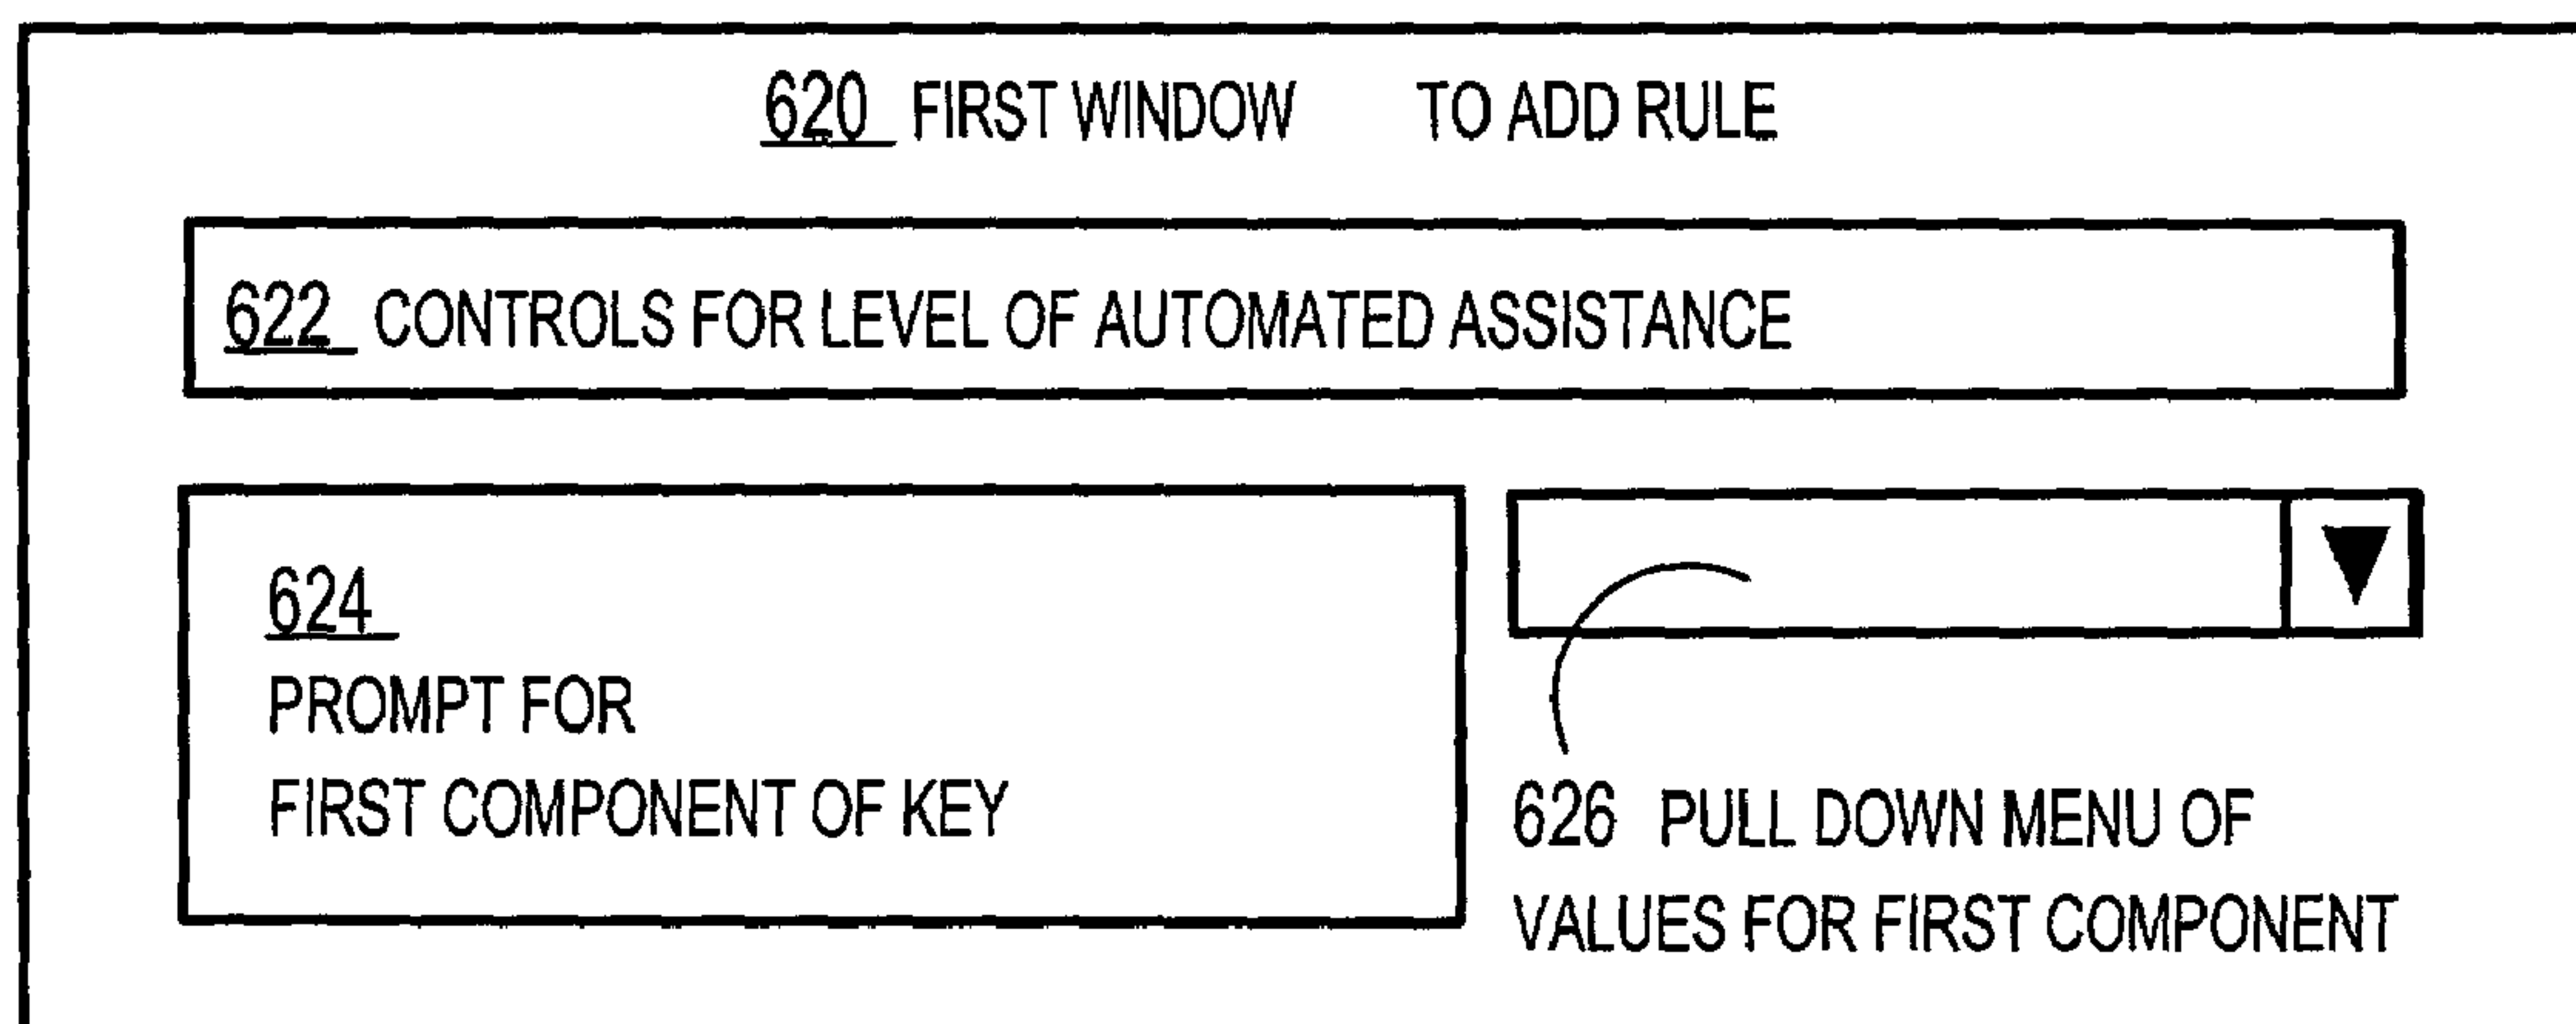 620 FIRST WINDOW TO ADD RULE
622 CONTROLS FOR LEVEL OF AUTOMATED ASSISTANCE
624
PROMPT FOR
FIRST COMPONENT OF KEY
626 PULL DOWN MENU OF
VALUES FOR FIRST COMPONENT